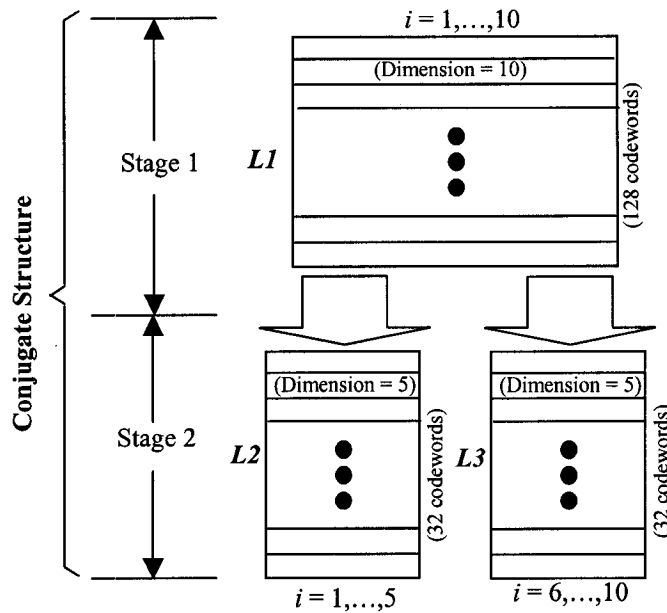 i = 1,...,10
(Dimension = 10)
(128 codewords)
L1
Stage 1
Conjugate Structure
Stage 2
(Dimension = 5)
(Dimension = 5)
L2
(32 codewords)
L3
(32 codewords)
i = 1,...,5
i = 6,...,10